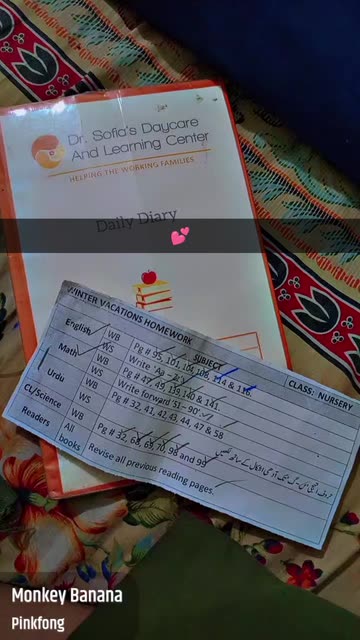 Dr. Sofia's Daycare
And Learning Center
HELPING THE WORKING FAMILIES
Daily Diary
💕
WINTER VACATIONS HOMEWORK
CLASS: NURSERY
SUBJECT
English WB Pg # 95, 101, 104, 108, 114 & 116.
WS Write
Math WB Pg # 47, 49, 139, 140 & 141.
WS Write forward 51 – 90.
Urdu WB Pg # 32, 41, 42, 43, 44, 47 & 58
WS
CL/Science WB Pg # 32, 68, 69, 70, 98 and 99
Readers All books Revise all previous reading pages.
Monkey Banana
Pinkfong